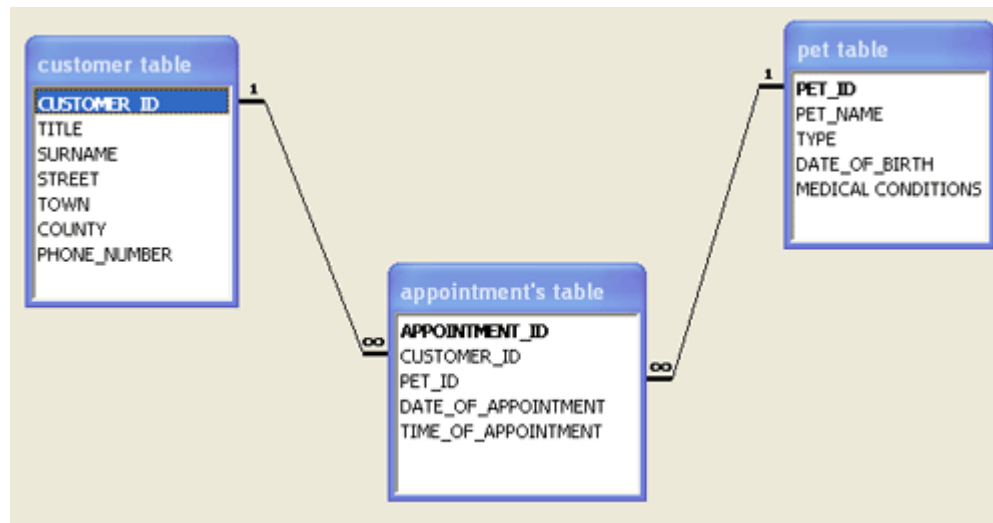 customer table
CUSTOMER_ID
TITLE
SURNAME
STREET
TOWN
COUNTY
PHONE_NUMBER
1
∞
appointment's table
APPOINTMENT_ID
CUSTOMER_ID
PET_ID
DATE_OF_APPOINTMENT
TIME_OF_APPOINTMENT
∞
1
pet table
PET_ID
PET_NAME
TYPE
DATE_OF_BIRTH
MEDICAL CONDITIONS